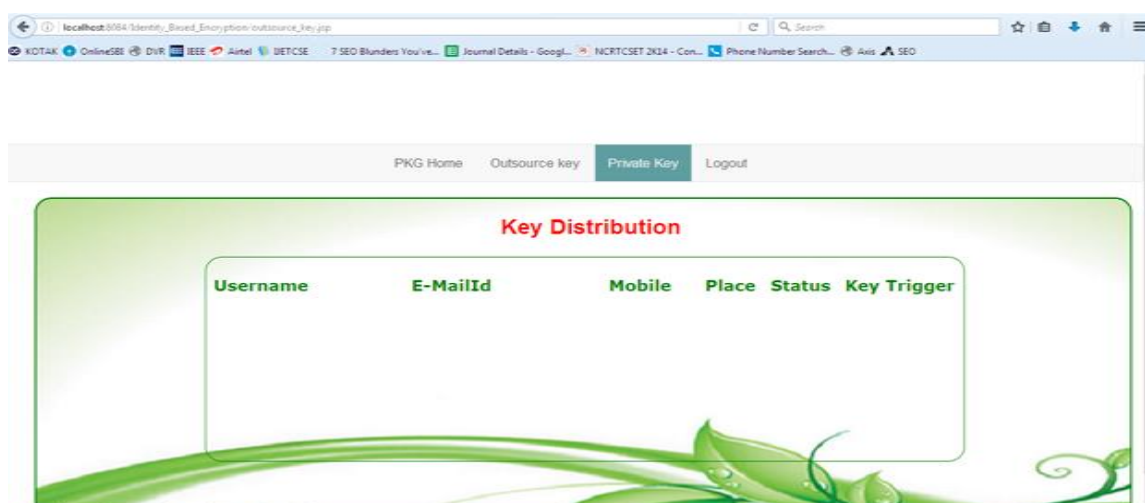 localhost:8084/Identity_Based_Encryption/outsource_key.jsp Search
KOTAK OnlineSBI DVR IEEE Airtel IJETCSE 7 SEO Blunders You've... Journal Details - Googl... NCRTCSET 2K14 - Con... Phone Number Search... Axis SEO
PKG Home Outsource key Private Key Logout
Key Distribution
Username E-MailId Mobile Place Status Key Trigger